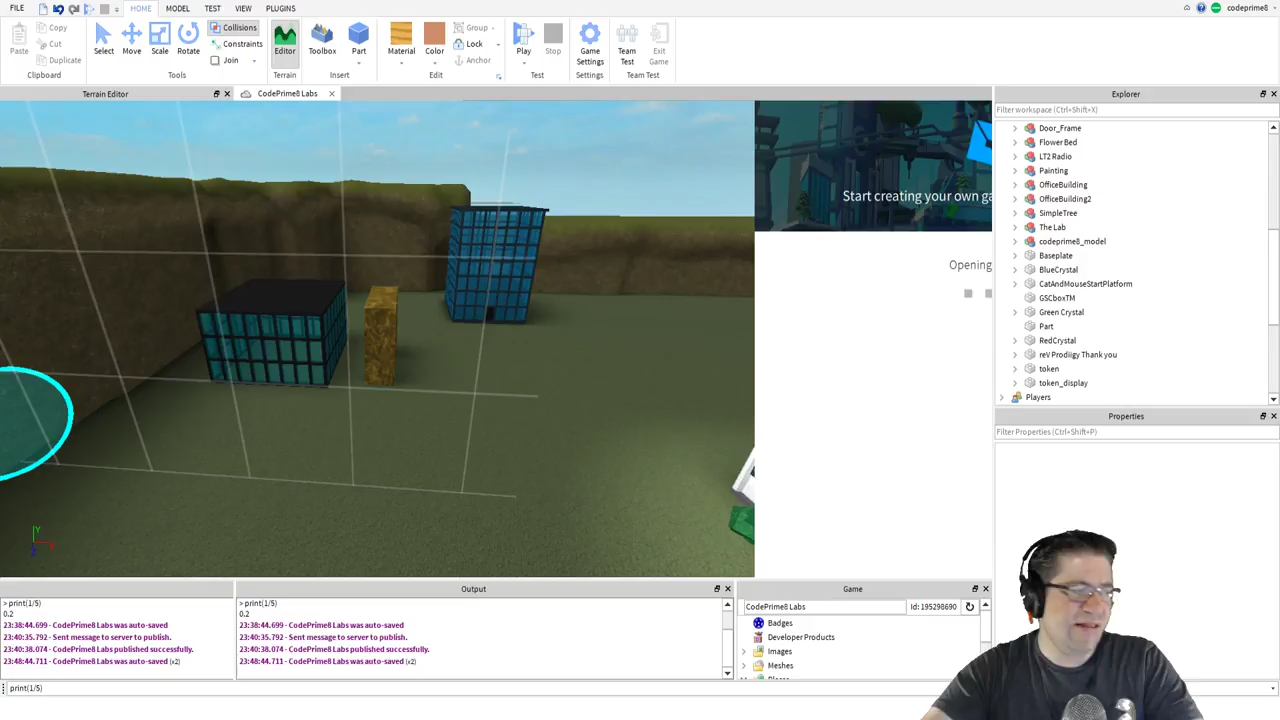 FILE HOME MODEL TEST VIEW PLUGINS codeprime8
Paste Copy Cut Duplicate Clipboard
Select Move Scale Rotate Collisions Constraints Join Tools
Editor Terrain
Toolbox Part Insert
Material Color Group Lock Anchor Edit
Play Stop Test
Game Settings Settings
Team Test Exit Game Team Test
Terrain Editor
CodePrime8 Labs
Explorer
Filter workspace (Ctrl+Shift+X)
Door_Frame
Flower Bed
LT2 Radio
Painting
OfficeBuilding
OfficeBuilding2
SimpleTree
The Lab
codeprime8_model
Baseplate
BlueCrystal
CatAndMouseStartPlatform
GSCboxTM
Green Crystal
Part
RedCrystal
reV Prodiigy Thank you
token
token_display
Players
Start creating your own ga
Opening
Properties
Filter Properties (Ctrl+Shift+P)
Y
> print(1/5)
0.2
23:38:44.699 - CodePrime8 Labs was auto-saved
23:40:35.792 - Sent message to server to publish.
23:40:38.074 - CodePrime8 Labs published successfully.
23:48:44.711 - CodePrime8 Labs was auto-saved (x2)
Output
> print(1/5)
0.2
23:38:44.699 - CodePrime8 Labs was auto-saved
23:40:35.792 - Sent message to server to publish.
23:40:38.074 - CodePrime8 Labs published successfully.
23:48:44.711 - CodePrime8 Labs was auto-saved (x2)
Game
CodePrime8 Labs Id: 195298690
Badges
Developer Products
Images
Meshes
print(1/5)